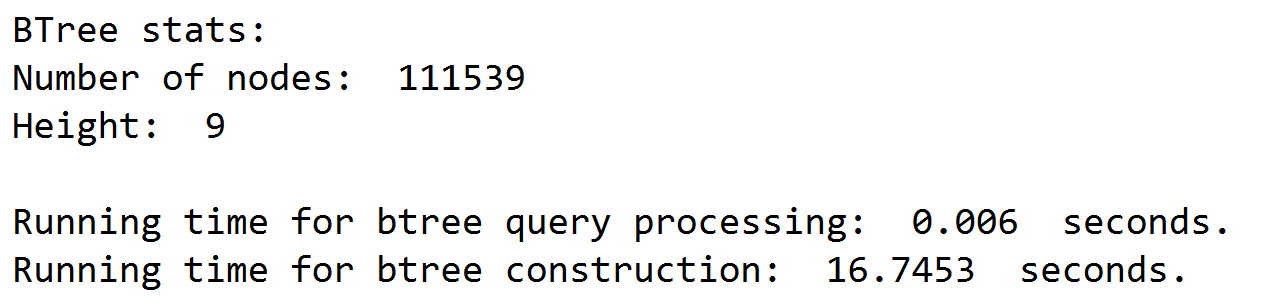 BTree stats:
Number of nodes:  111539
Height:  9
Running time for btree query processing:  0.006  seconds.
Running time for btree construction:  16.7453  seconds.